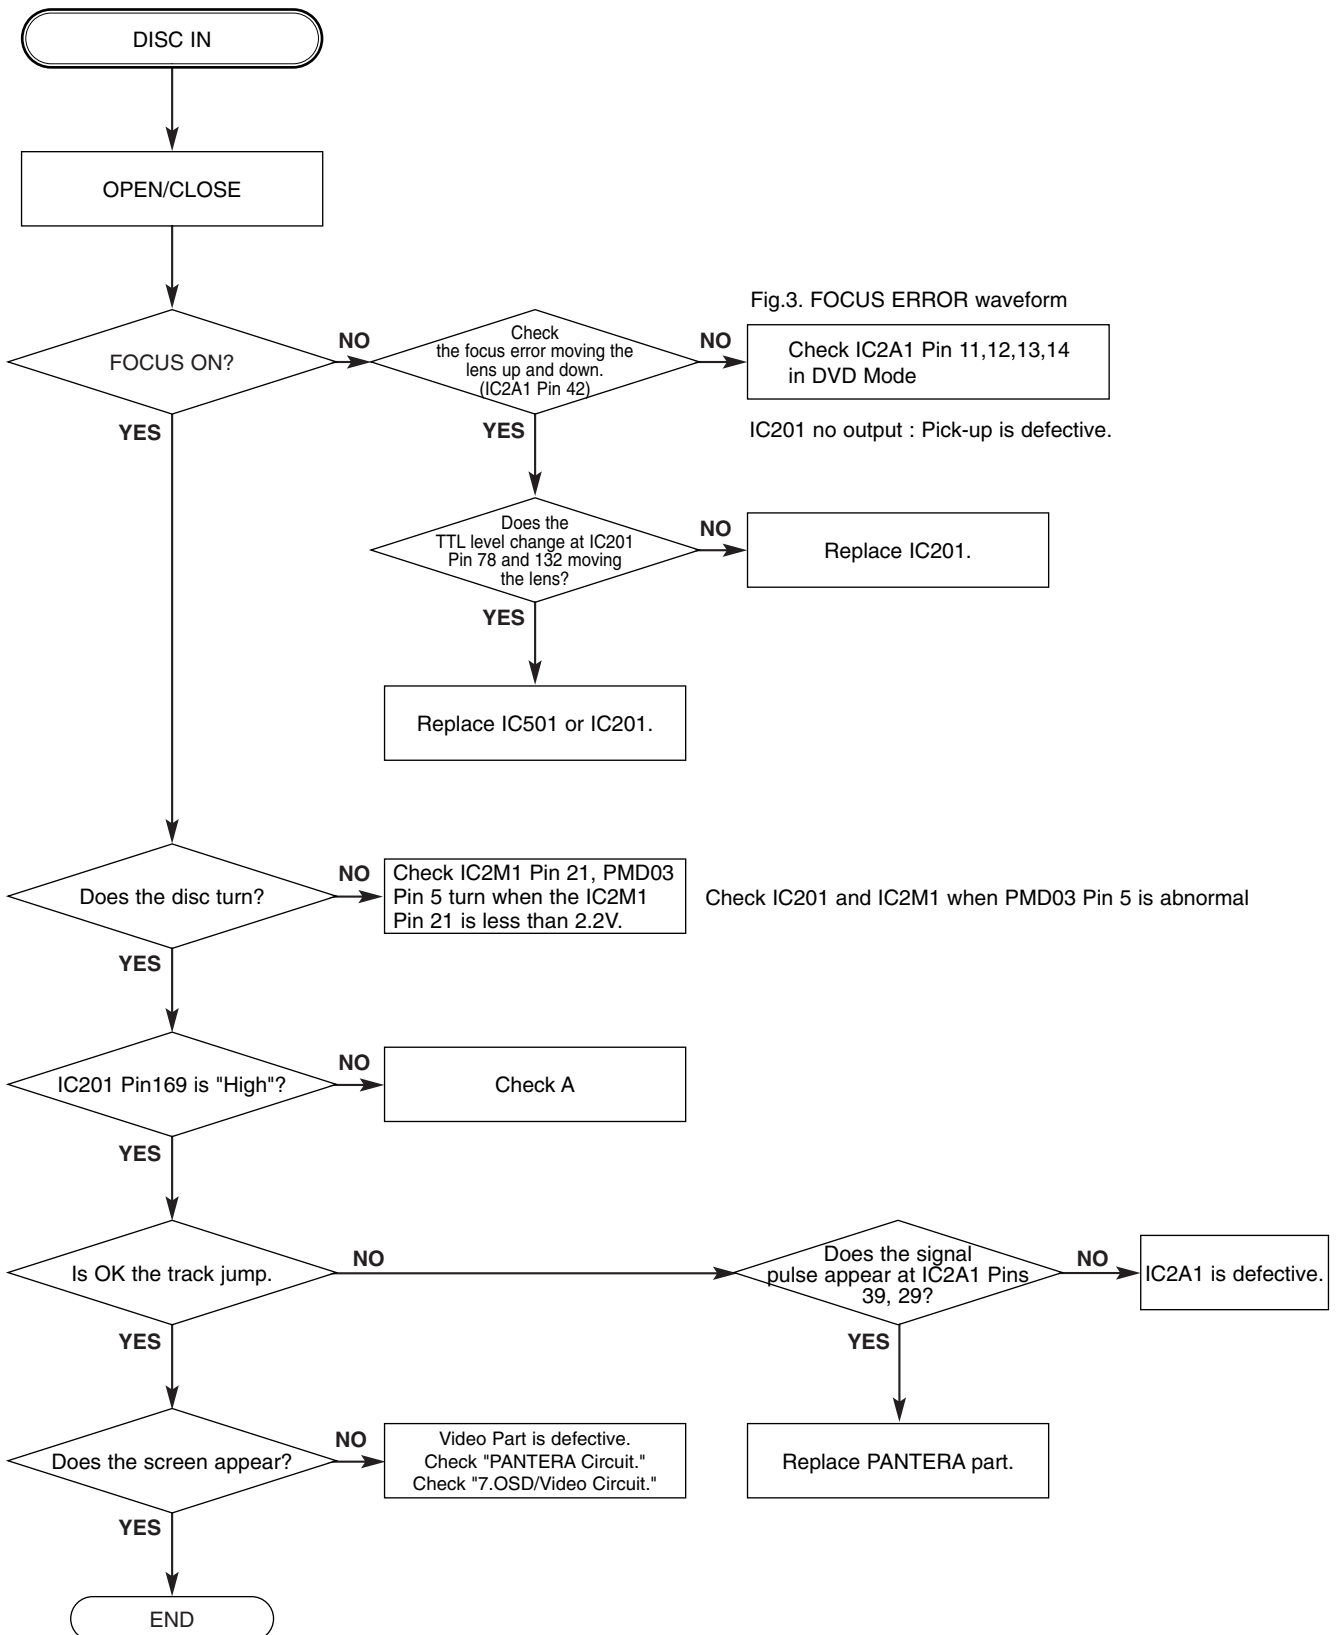 DISC IN
OPEN/CLOSE
Fig.3. FOCUS ERROR waveform
FOCUS ON?
NO
YES
Check
the focus error moving the
lens up and down.
(IC2A1 Pin 42)
NO
YES
Check IC2A1 Pin 11,12,13,14
in DVD Mode
IC201 no output : Pick-up is defective.
Does the
TTL level change at IC201
Pin 78 and 132 moving
the lens?
NO
YES
Replace IC201.
Replace IC501 or IC201.
Does the disc turn?
NO
YES
Check IC2M1 Pin 21, PMD03
Pin 5 turn when the IC2M1
Pin 21 is less than 2.2V.
Check IC201 and IC2M1 when PMD03 Pin 5 is abnormal
IC201 Pin169 is "High"?
NO
YES
Check A
Is OK the track jump.
NO
YES
Does the signal
pulse appear at IC2A1 Pins
39, 29?
NO
YES
IC2A1 is defective.
Replace PANTERA part.
Does the screen appear?
NO
YES
Video Part is defective.
Check "PANTERA Circuit."
Check "7.OSD/Video Circuit."
END